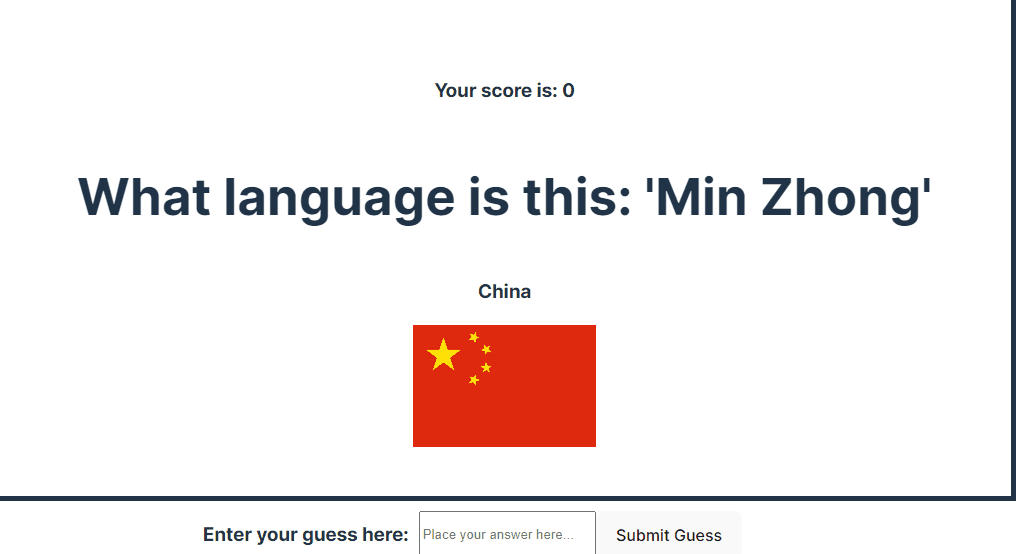 Your score is: 0
What language is this: 'Min Zhong'
China
Enter your guess here: Place your answer here... Submit Guess